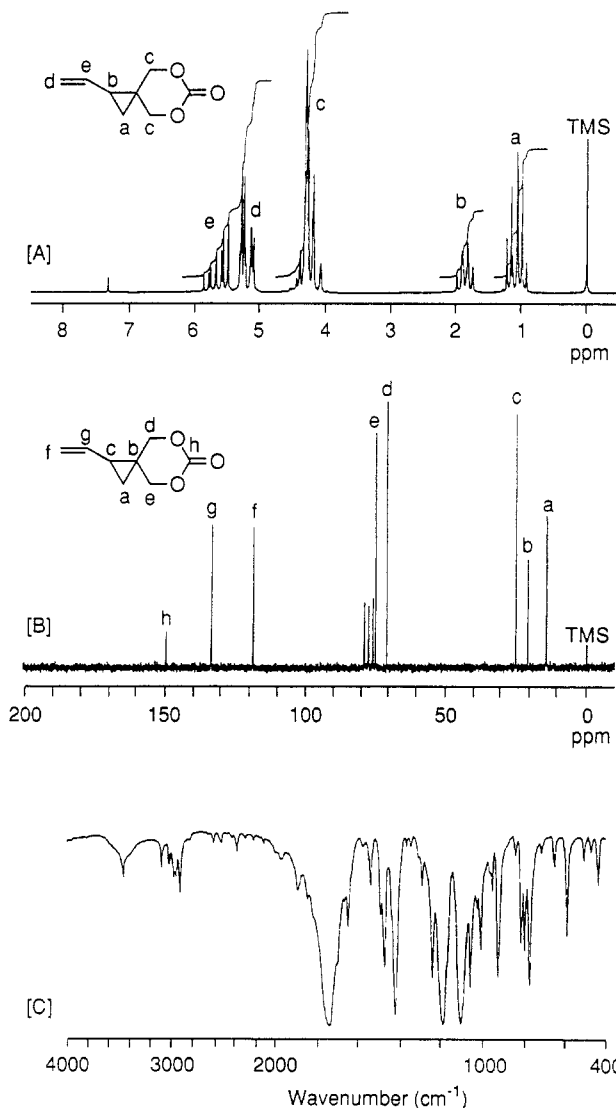 c
e
b
O
d
O
a
O
c
c
a
TMS
b
e
d
[A]
8 7 6 5 4 3 2 1 0
ppm
d
g
O
h
f
c
b
O
a
O
e
d
c
e
g
f
a
b
h
[B]
TMS
200 150 100 50 0
ppm
[C]
4000 3000 2000 1000 400
Wavenumber (cm-1)